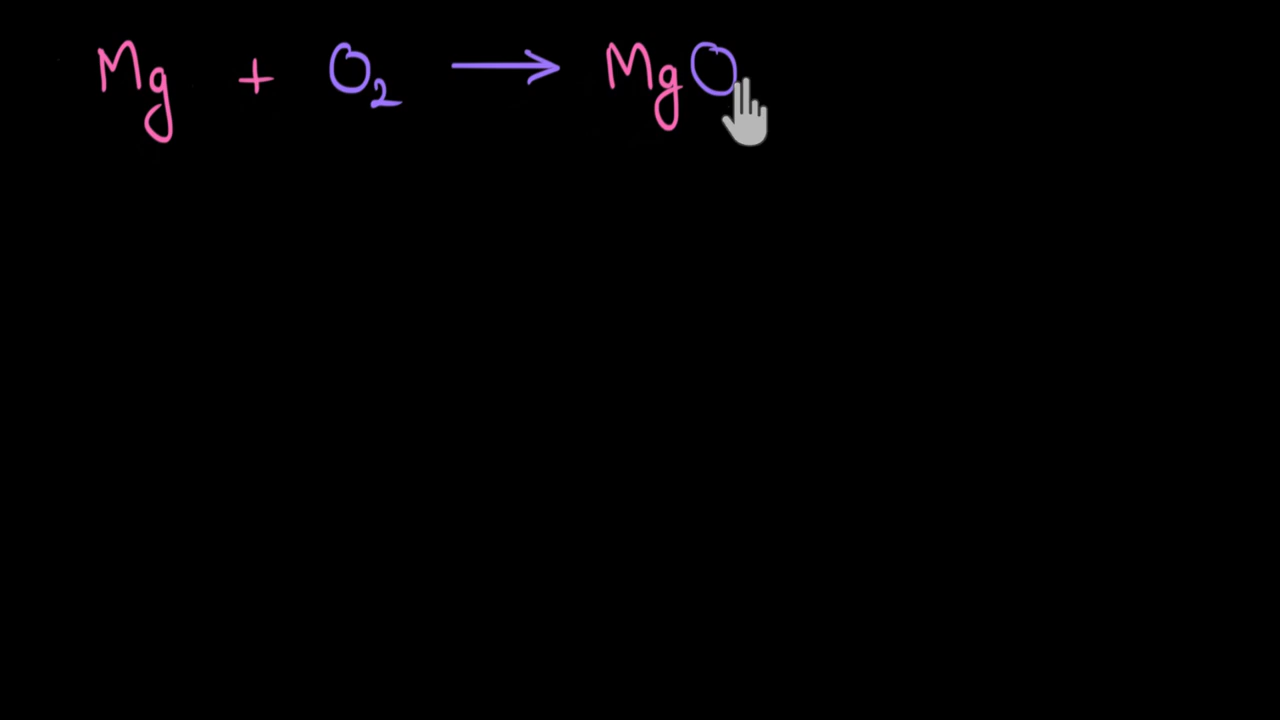 Mg + O₂ → MgO